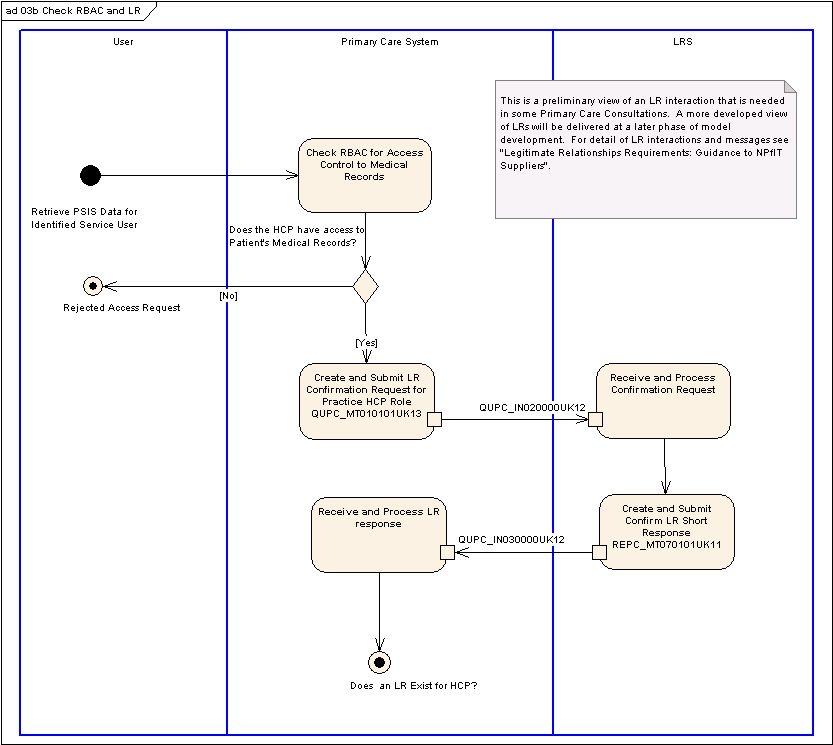 ad 03b Check RBAC and LR
User
Primary Care System
LRS
This is a preliminary view of an LR interaction that is needed
in some Primary Care Consultations.  A more developed view
of LRs will be delivered at a later phase of model
development.  For detail of LR interactions and messages see
"Legitimate Relationships Requirements: Guidance to NPfIT
Suppliers".
Check RBAC for Access
Control to Medical
Records
Retrieve PSIS Data for
Identified Service User
Does the HCP have access to
Patient's Medical Records?
[No]
Rejected Access Request
[Yes]
Create and Submit LR
Confirmation Request for
Practice HCP Role
QUPC_MT010101UK13
QUPC_IN020000UK12
Receive and Process
Confirmation Request
Create and Submit
Confirm LR Short
Response
REPC_MT070101UK11
QUPC_IN030000UK12
Receive and Process LR
response
Does  an LR Exist for HCP?